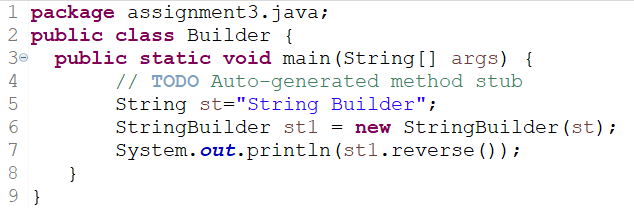 1 package assignment3.java;
2 public class Builder {
3 public static void main(String[] args) {
4 // TODO Auto-generated method stub
5 String st="String Builder";
6 StringBuilder st1 = new StringBuilder(st);
7 System.out.println(st1.reverse());
8 }
9 }